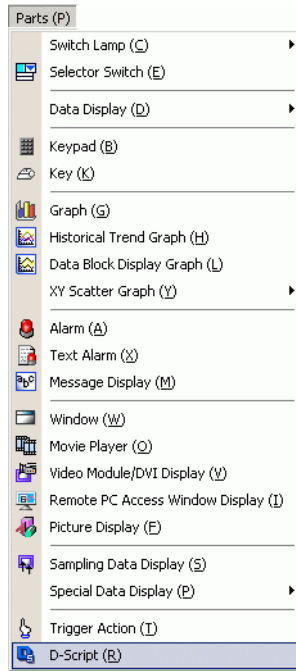 Parts (P)
Switch Lamp (C)
Selector Switch (E)
Data Display (D)
Keypad (B)
Key (K)
Graph (G)
Historical Trend Graph (H)
Data Block Display Graph (L)
XY Scatter Graph (Y)
Alarm (A)
Text Alarm (X)
abc Message Display (M)
Window (W)
Movie Player (O)
Video Module/DVI Display (V)
Remote PC Access Window Display (I)
Picture Display (F)
Sampling Data Display (S)
Special Data Display (P)
Trigger Action (T)
D-Script (R)